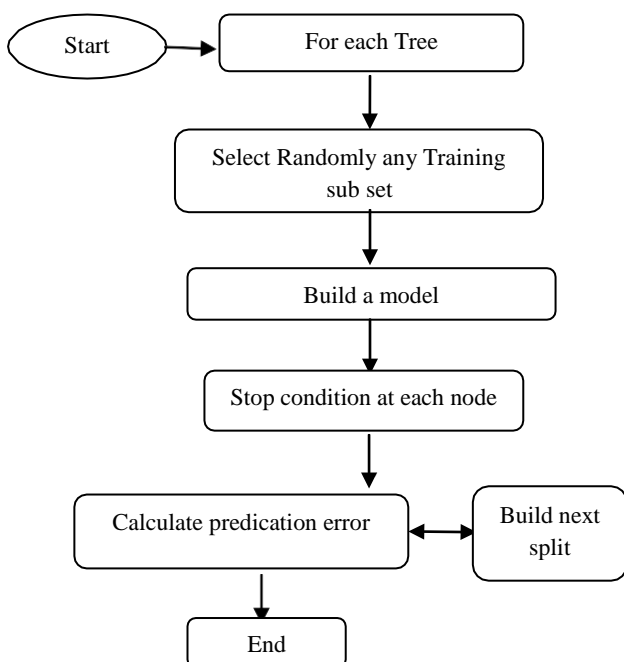 Start
For each Tree
Select Randomly any Training
sub set
Build a model
Stop condition at each node
Calculate predication error
Build next
split
End